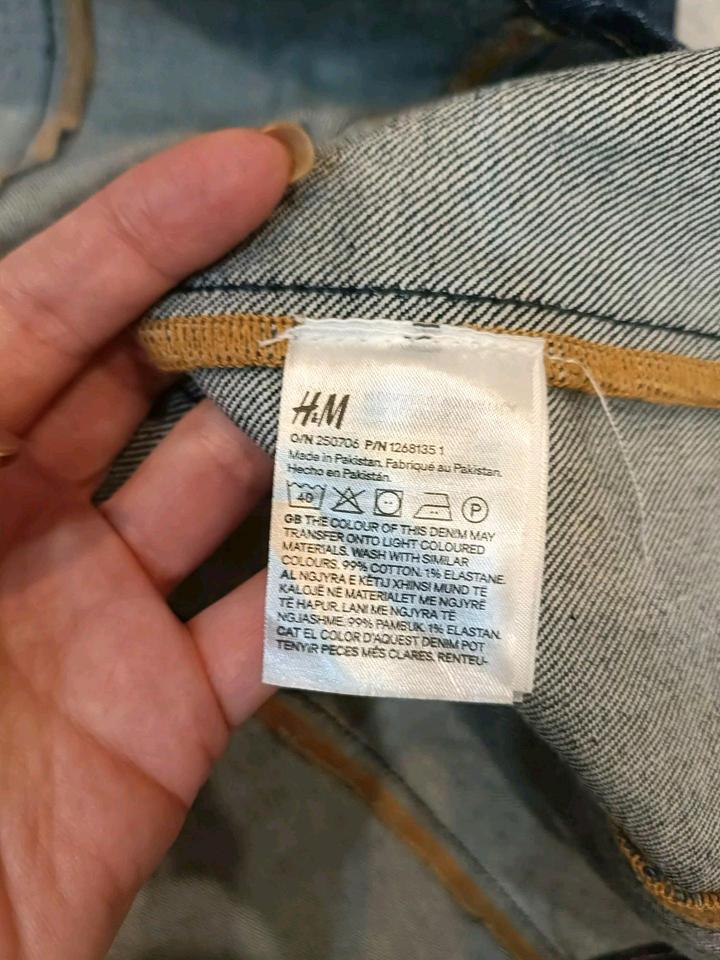 H&M
O/N 250706 P/N 1268135 1
Made in Pakistan. Fabriqué au Pakistan.
Hecho en Pakistán.
40 P
GB THE COLOUR OF THIS DENIM MAY
TRANSFER ONTO LIGHT COLOURED
MATERIALS. WASH WITH SIMILAR
COLOURS. 99% COTTON. 1% ELASTANE.
AL NGJYRA E KËTIJ XHINSI MUND TË
KALOJË NË MATERIALET ME NGJYRË
TË HAPUR. LANI ME NGJYRA TË
NGJASHME. 99% PAMBUK. 1% ELASTAN.
CAT EL COLOR D'AQUEST DENIM POT
TENYIR PECES MÉS CLARES. RENTEU-